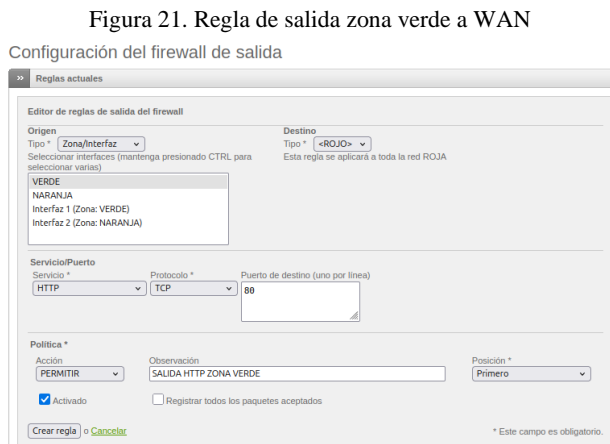 Figura 21. Regla de salida zona verde a WAN
Configuración del firewall de salida
>> Reglas actuales
Editor de reglas de salida del firewall
Origen Destino
Tipo * Zona/Interfaz Tipo * <ROJO>
Seleccionar interfaces (mantenga presionado CTRL para Esta regla se aplicará a toda la red ROJA
seleccionar varias)
VERDE
NARANJA
Interfaz 1 (Zona: VERDE)
Interfaz 2 (Zona: NARANJA)
Servicio/Puerto
Servicio * Protocolo * Puerto de destino (uno por línea)
HTTP TCP 80
Política *
Acción Observación Posición *
PERMITIR SALIDA HTTP ZONA VERDE Primero
Activado Registrar todos los paquetes aceptados
Crear regla o Cancelar * Este campo es obligatorio.